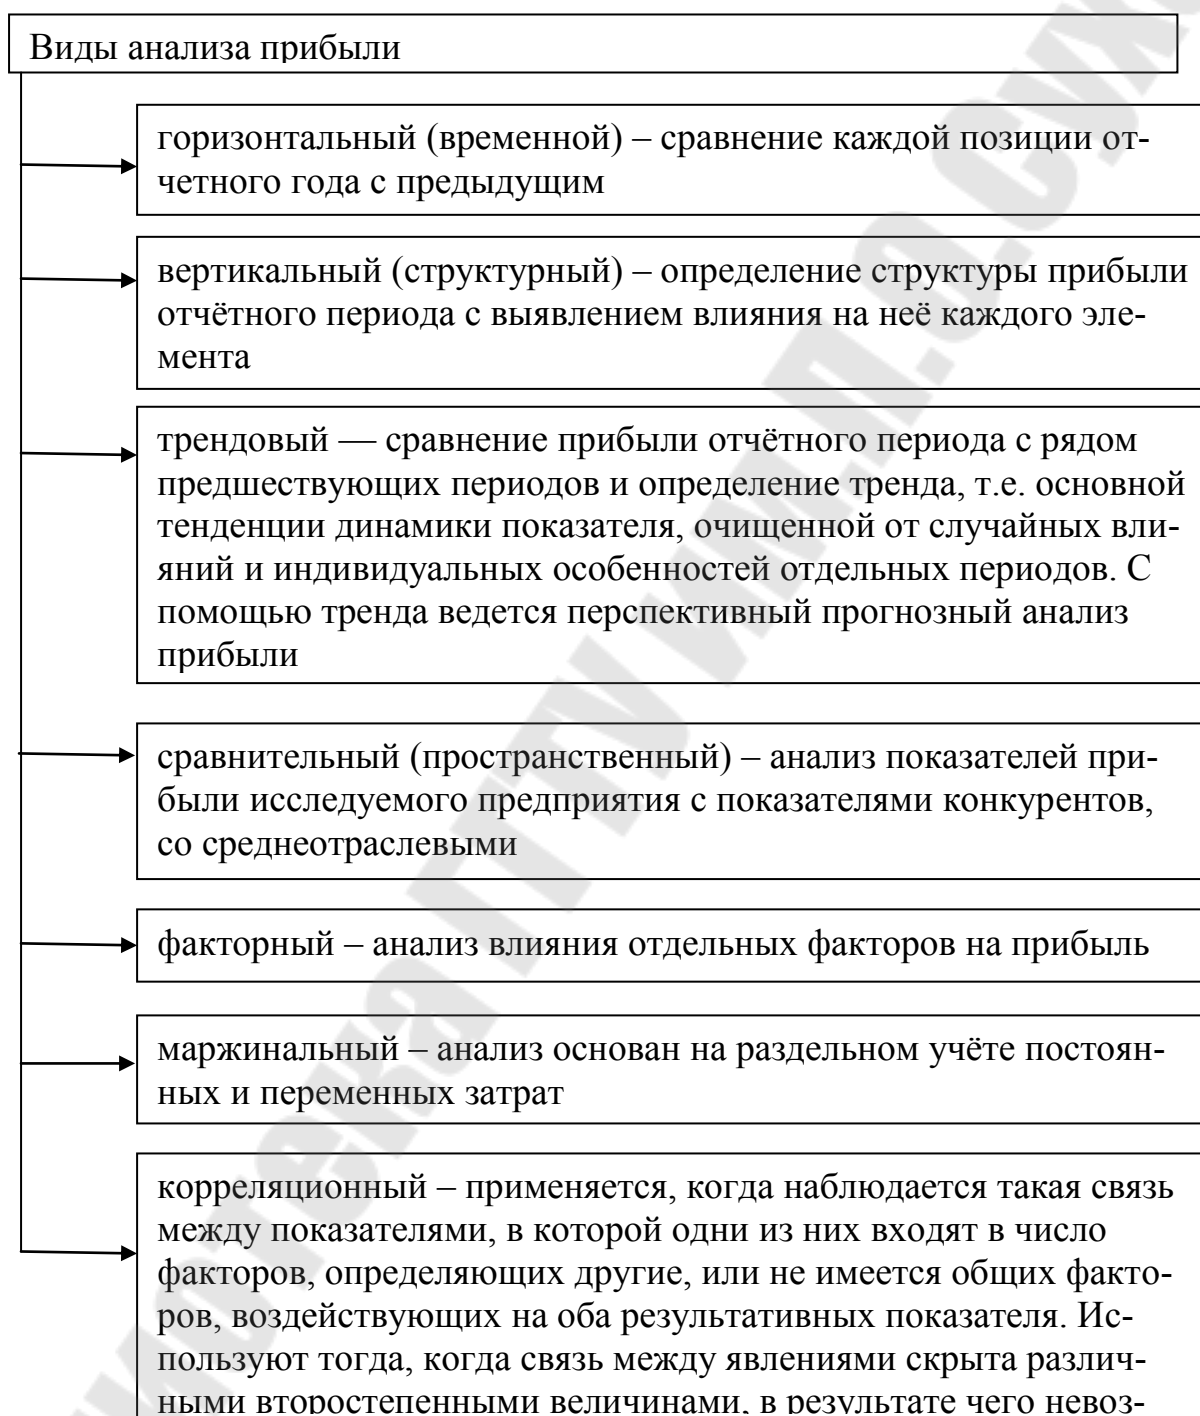 Виды анализа прибыли
горизонтальный (временной) – сравнение каждой позиции от-
четного года с предыдущим
вертикальный (структурный) – определение структуры прибыли
отчётного периода с выявлением влияния на неё каждого эле-
мента
трендовый — сравнение прибыли отчётного периода с рядом
предшествующих периодов и определение тренда, т.е. основной
тенденции динамики показателя, очищенной от случайных вли-
яний и индивидуальных особенностей отдельных периодов. С
помощью тренда ведется перспективный прогнозный анализ
прибыли
сравнительный (пространственный) – анализ показателей при-
были исследуемого предприятия с показателями конкурентов,
со среднеотраслевыми
факторный – анализ влияния отдельных факторов на прибыль
маржинальный – анализ основан на раздельном учёте постоян-
ных и переменных затрат
корреляционный – применяется, когда наблюдается такая связь
между показателями, в которой одни из них входят в число
факторов, определяющих другие, или не имеется общих факто-
ров, воздействующих на оба результативных показателя. Ис-
пользуют тогда, когда связь между явлениями скрыта различ-
ными второстепенными величинами, в результате чего невоз-
ГГТУ им. П.О.